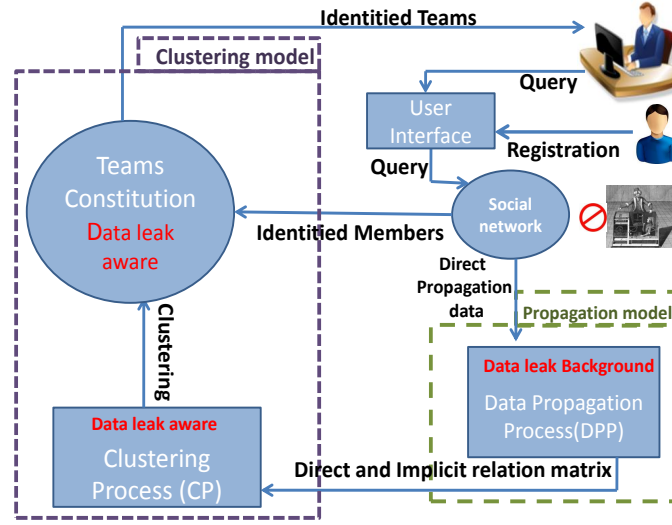 Identitied Teams
Clustering model
Query
User
Interface
Registration
Query
Teams
Constitution
Data leak
aware
Social
network
Identitied Members
Direct
Propagation
data
Propagation model
Clustering
Data leak Background
Data Propagation
Process(DPP)
Data leak aware
Clustering
Process (CP)
Direct and Implicit relation matrix